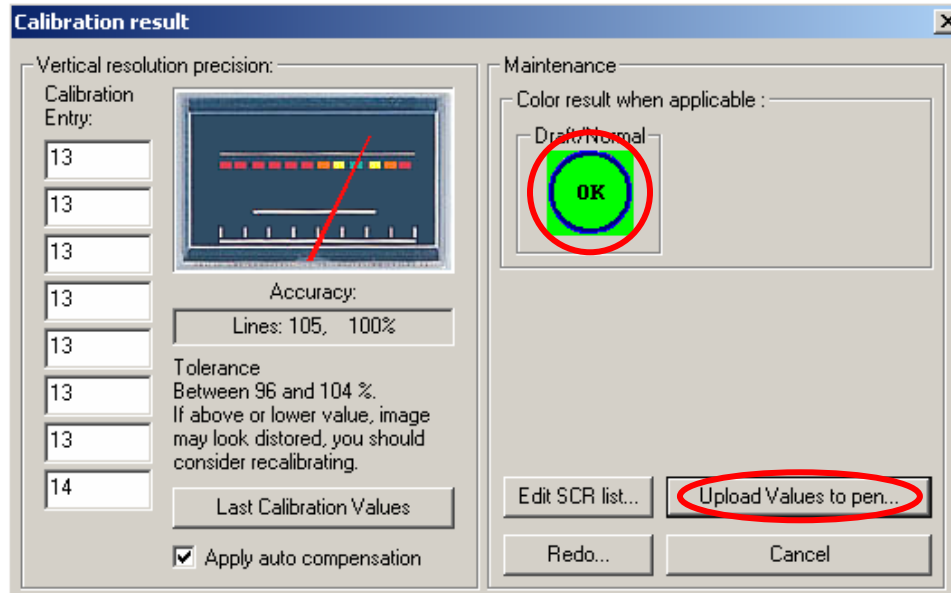 Calibration result
Vertical resolution precision:
Calibration
Entry:
13
13
13
13
13
13
13
14
Accuracy:
Lines: 105, 100%
Tolerance
Between 96 and 104 %.
If above or lower value, image
may look distored, you should
consider recalibrating.
Last Calibration Values
Apply auto compensation
Maintenance
Color result when applicable :
Draft/Normal
OK
Edit SCR list...
Upload Values to pen...
Redo...
Cancel